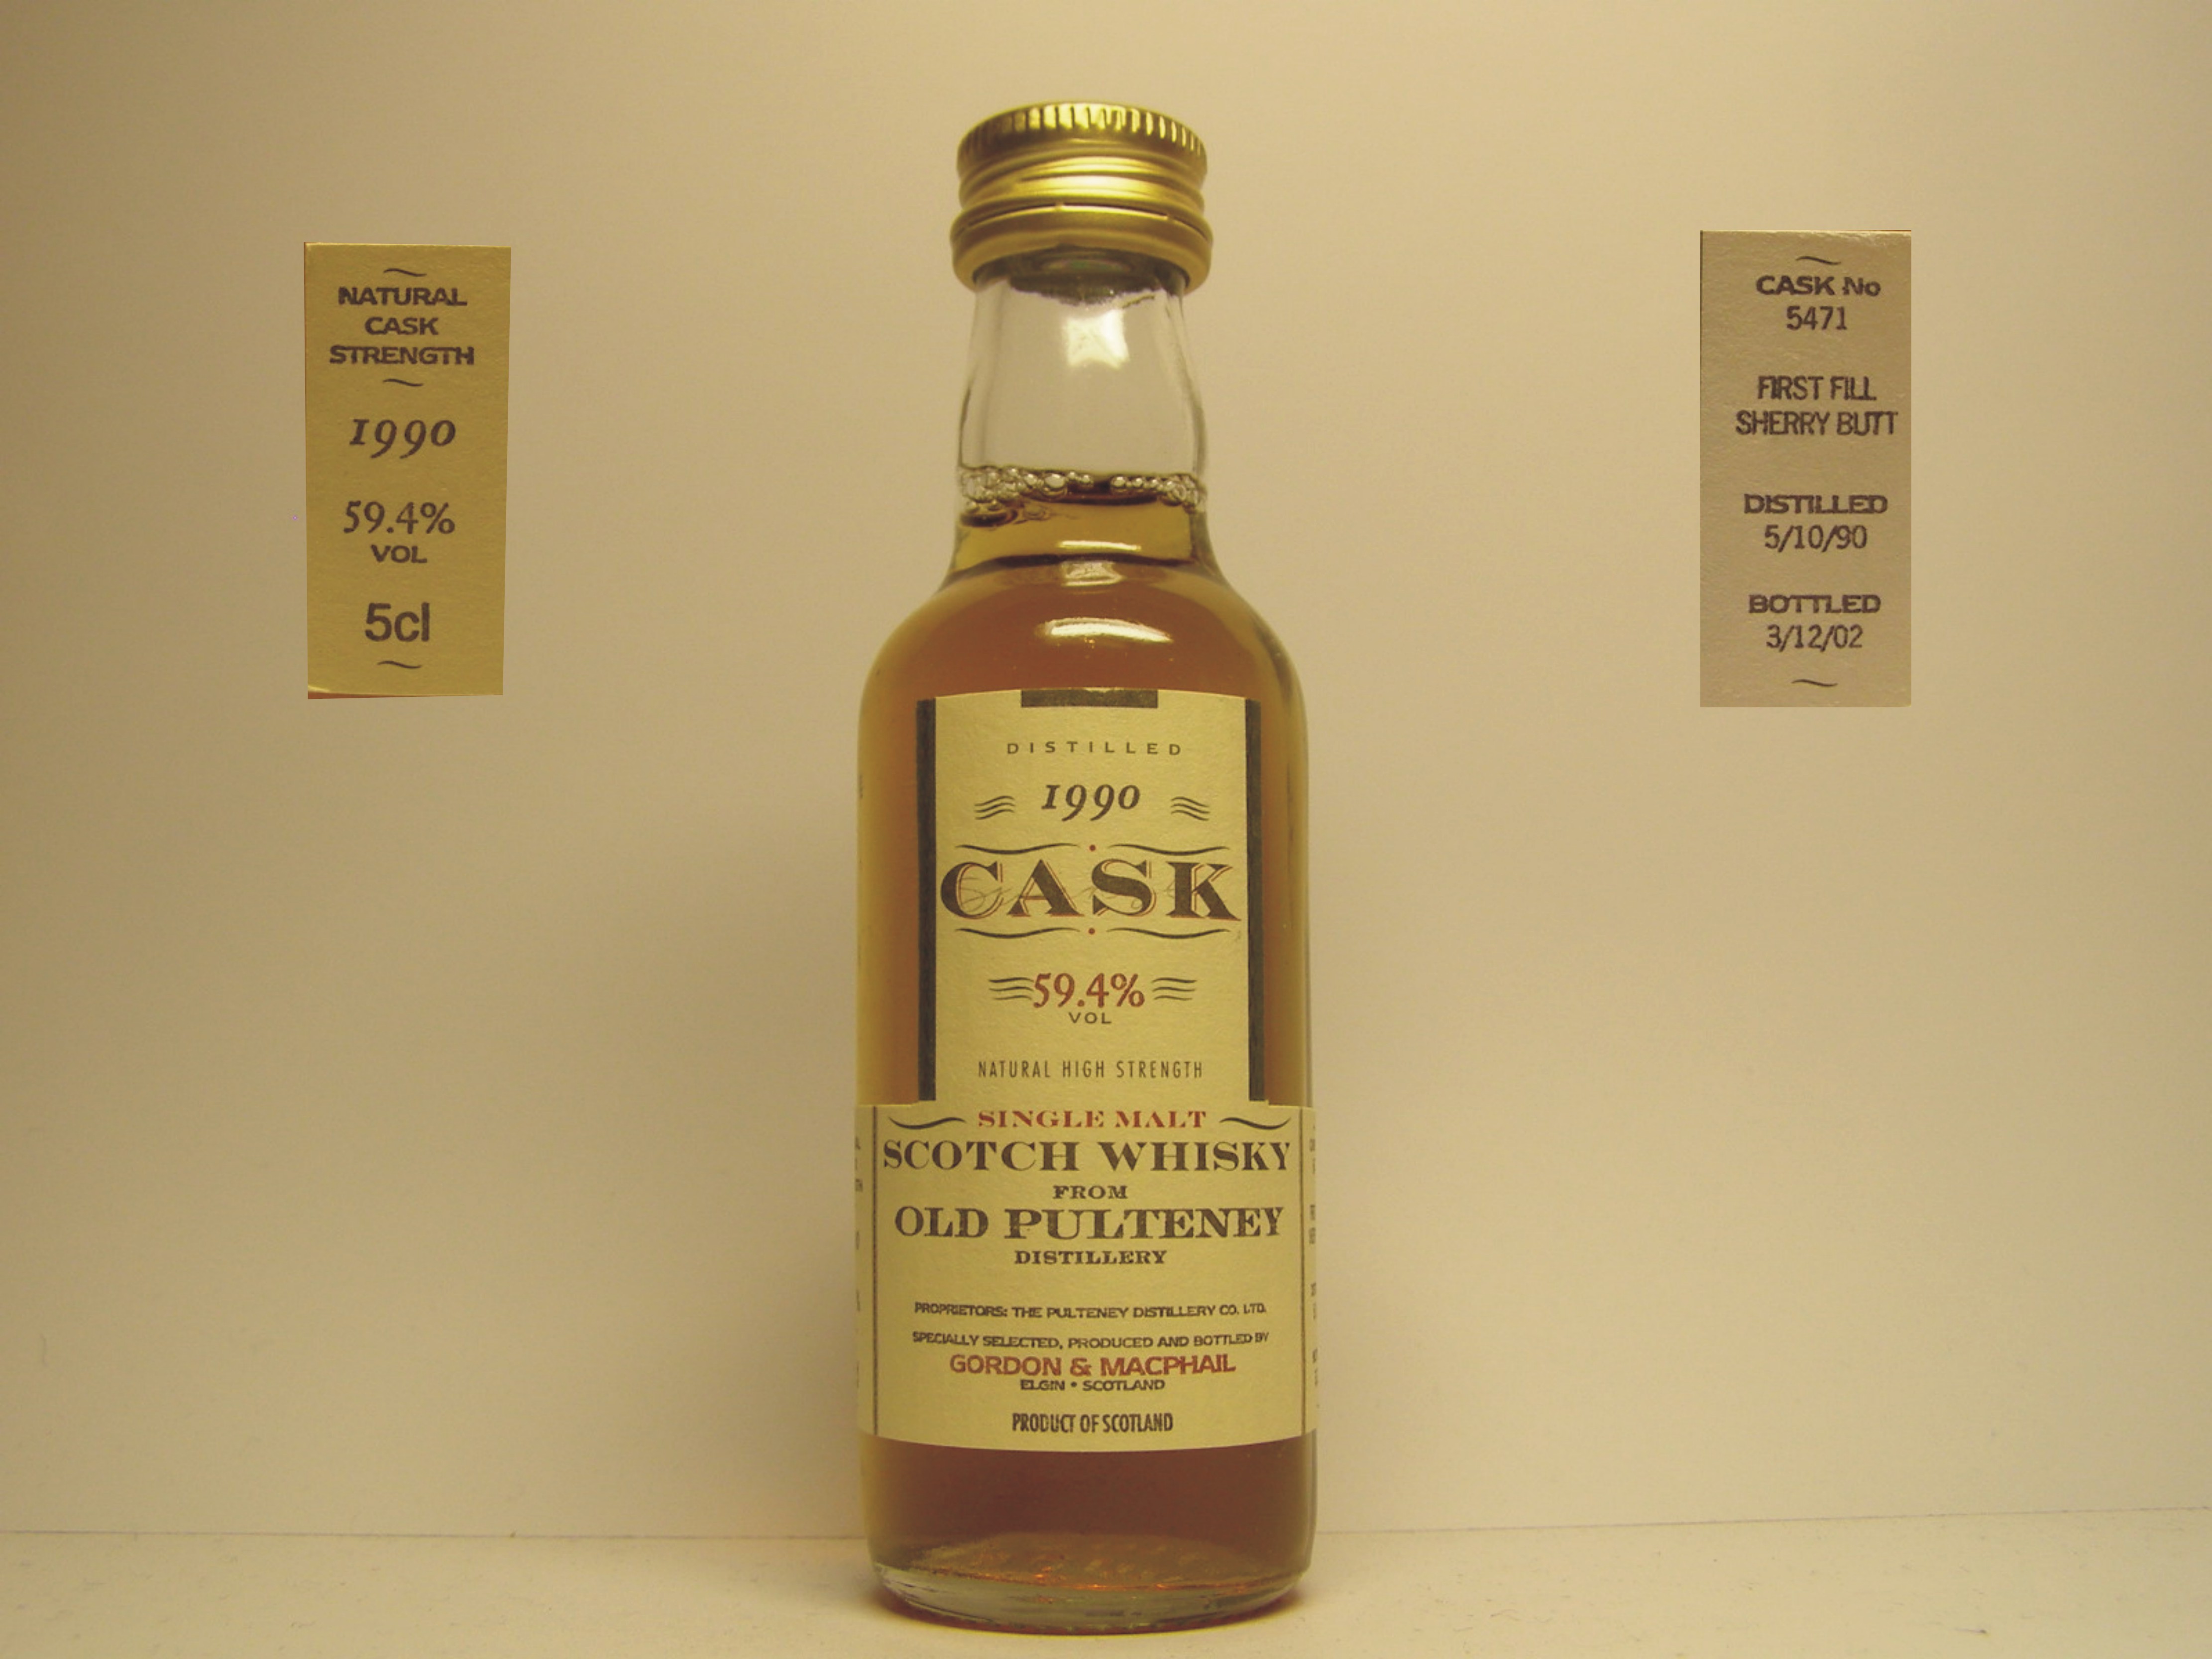 NATURAL
CASK
STRENGTH
1990
59.4%
VOL
5cl
CASK No
5471
FIRST FILL
SHERRY BUTT
DISTILLED
5/10/90
BOTTLED
3/12/02
DISTILLED
1990
CASK
59.4%
VOL
NATURAL HIGH STRENGTH
SINGLE MALT
SCOTCH WHISKY
FROM
OLD PULTENEY
DISTILLERY
PROPRIETORS: THE PULTENEY DISTILLERY CO. LTD.
SPECIALLY SELECTED, PRODUCED AND BOTTLED BY
GORDON & MACPHAIL
ELGIN • SCOTLAND
PRODUCT OF SCOTLAND